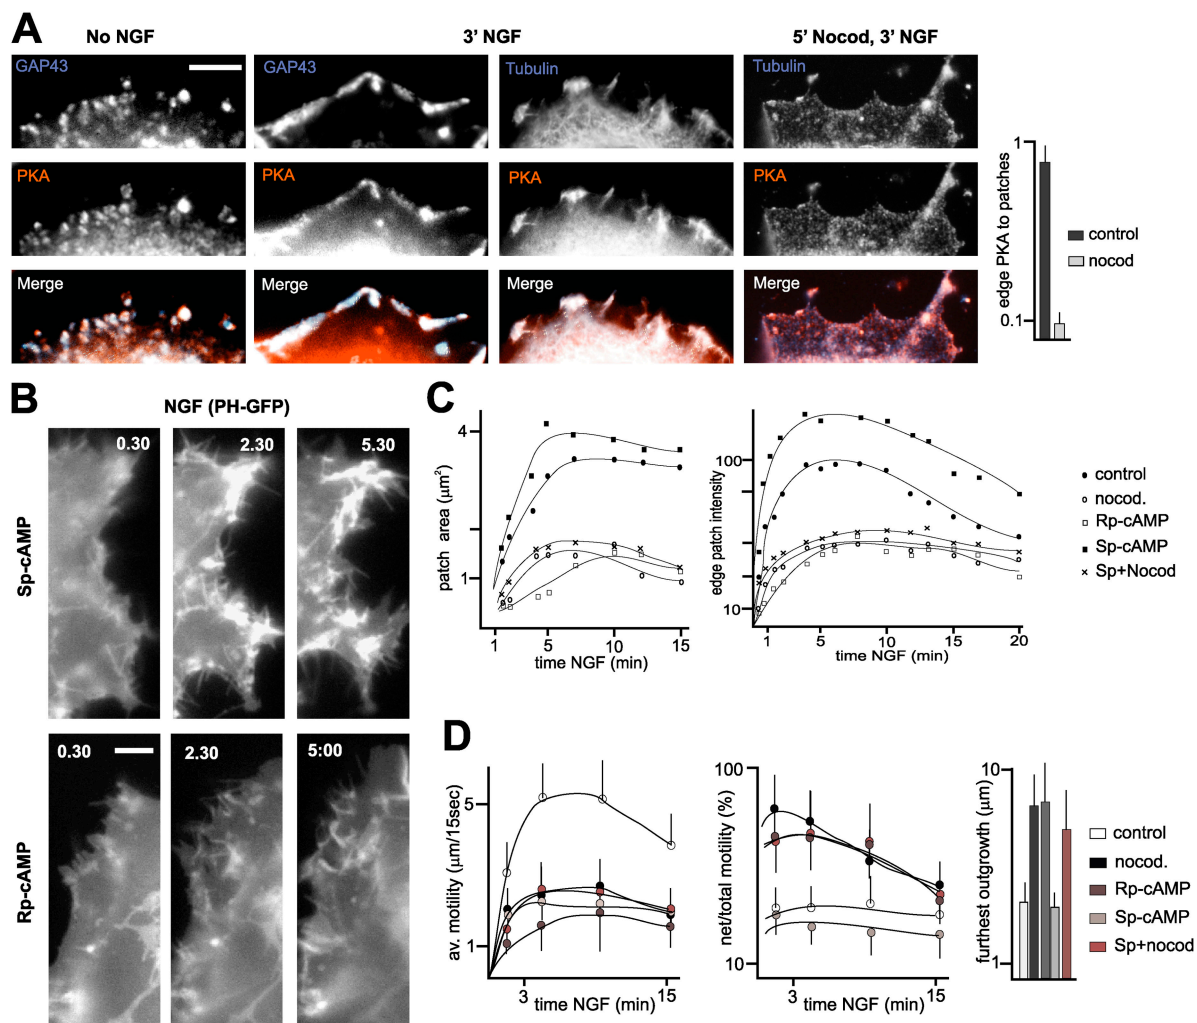 A
No NGF
3’ NGF
5’ Nocod, 3’ NGF
GAP43
GAP43
Tubulin
Tubulin
PKA
PKA
PKA
PKA
Merge
Merge
Merge
Merge
edge PKA to patches
1
0.1
control
nocod
B
NGF (PH-GFP)
Sp-cAMP
0.30
2.30
5.30
Rp-cAMP
0.30
2.30
5:00
C
patch area (μm²)
4
1
1
5
10
15
time NGF (min)
edge patch intensity
100
10
1
5
10
15
20
time NGF (min)
control
nocod.
Rp-cAMP
Sp-cAMP
Sp+Nocod
D
av. motility (μm/15sec)
5
1
3
15
time NGF (min)
net/total motility (%)
100
10
3
15
time NGF (min)
furthest outgrowth (μm)
10
1
control
nocod.
Rp-cAMP
Sp-cAMP
Sp+nocod